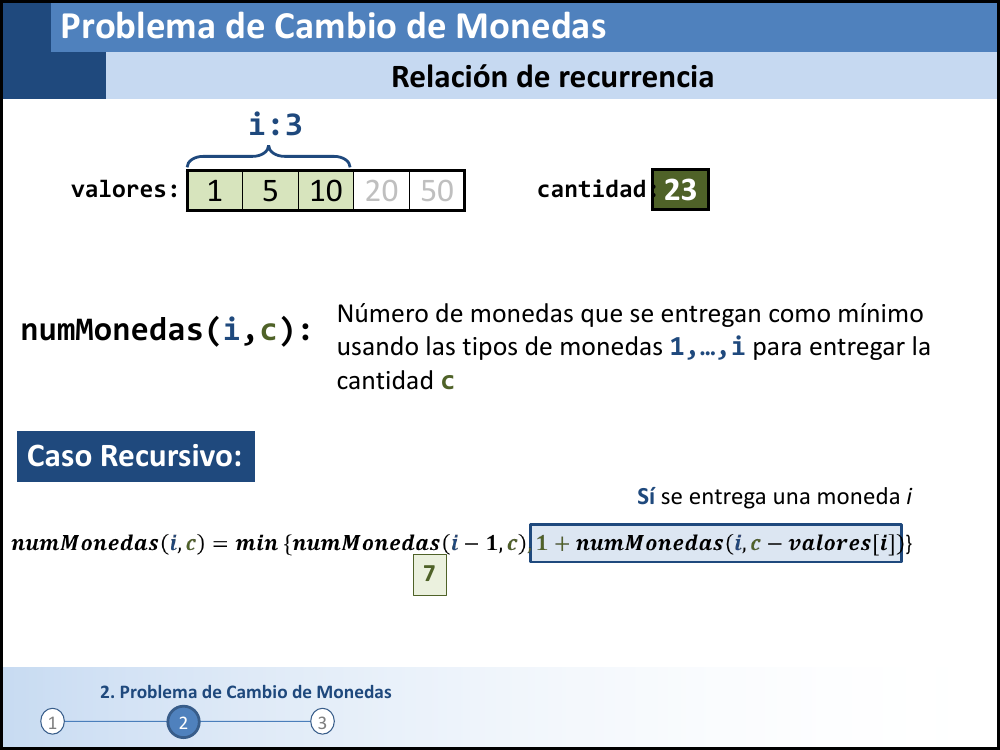 Problema de Cambio de Monedas
Relación de recurrencia
i:3
valores: 1 5 10 20 50 cantidad: 23
numMonedas(i,c):
Número de monedas que se entregan como mínimo
usando las tipos de monedas 1,…,i para entregar la
cantidad c
Caso Recursivo:
Sí se entrega una moneda i
numMonedas(i,c) = min {numMonedas(i − 1,c), 1 + numMonedas(i,c − valores[i])}
7
2. Problema de Cambio de Monedas
1 2 3